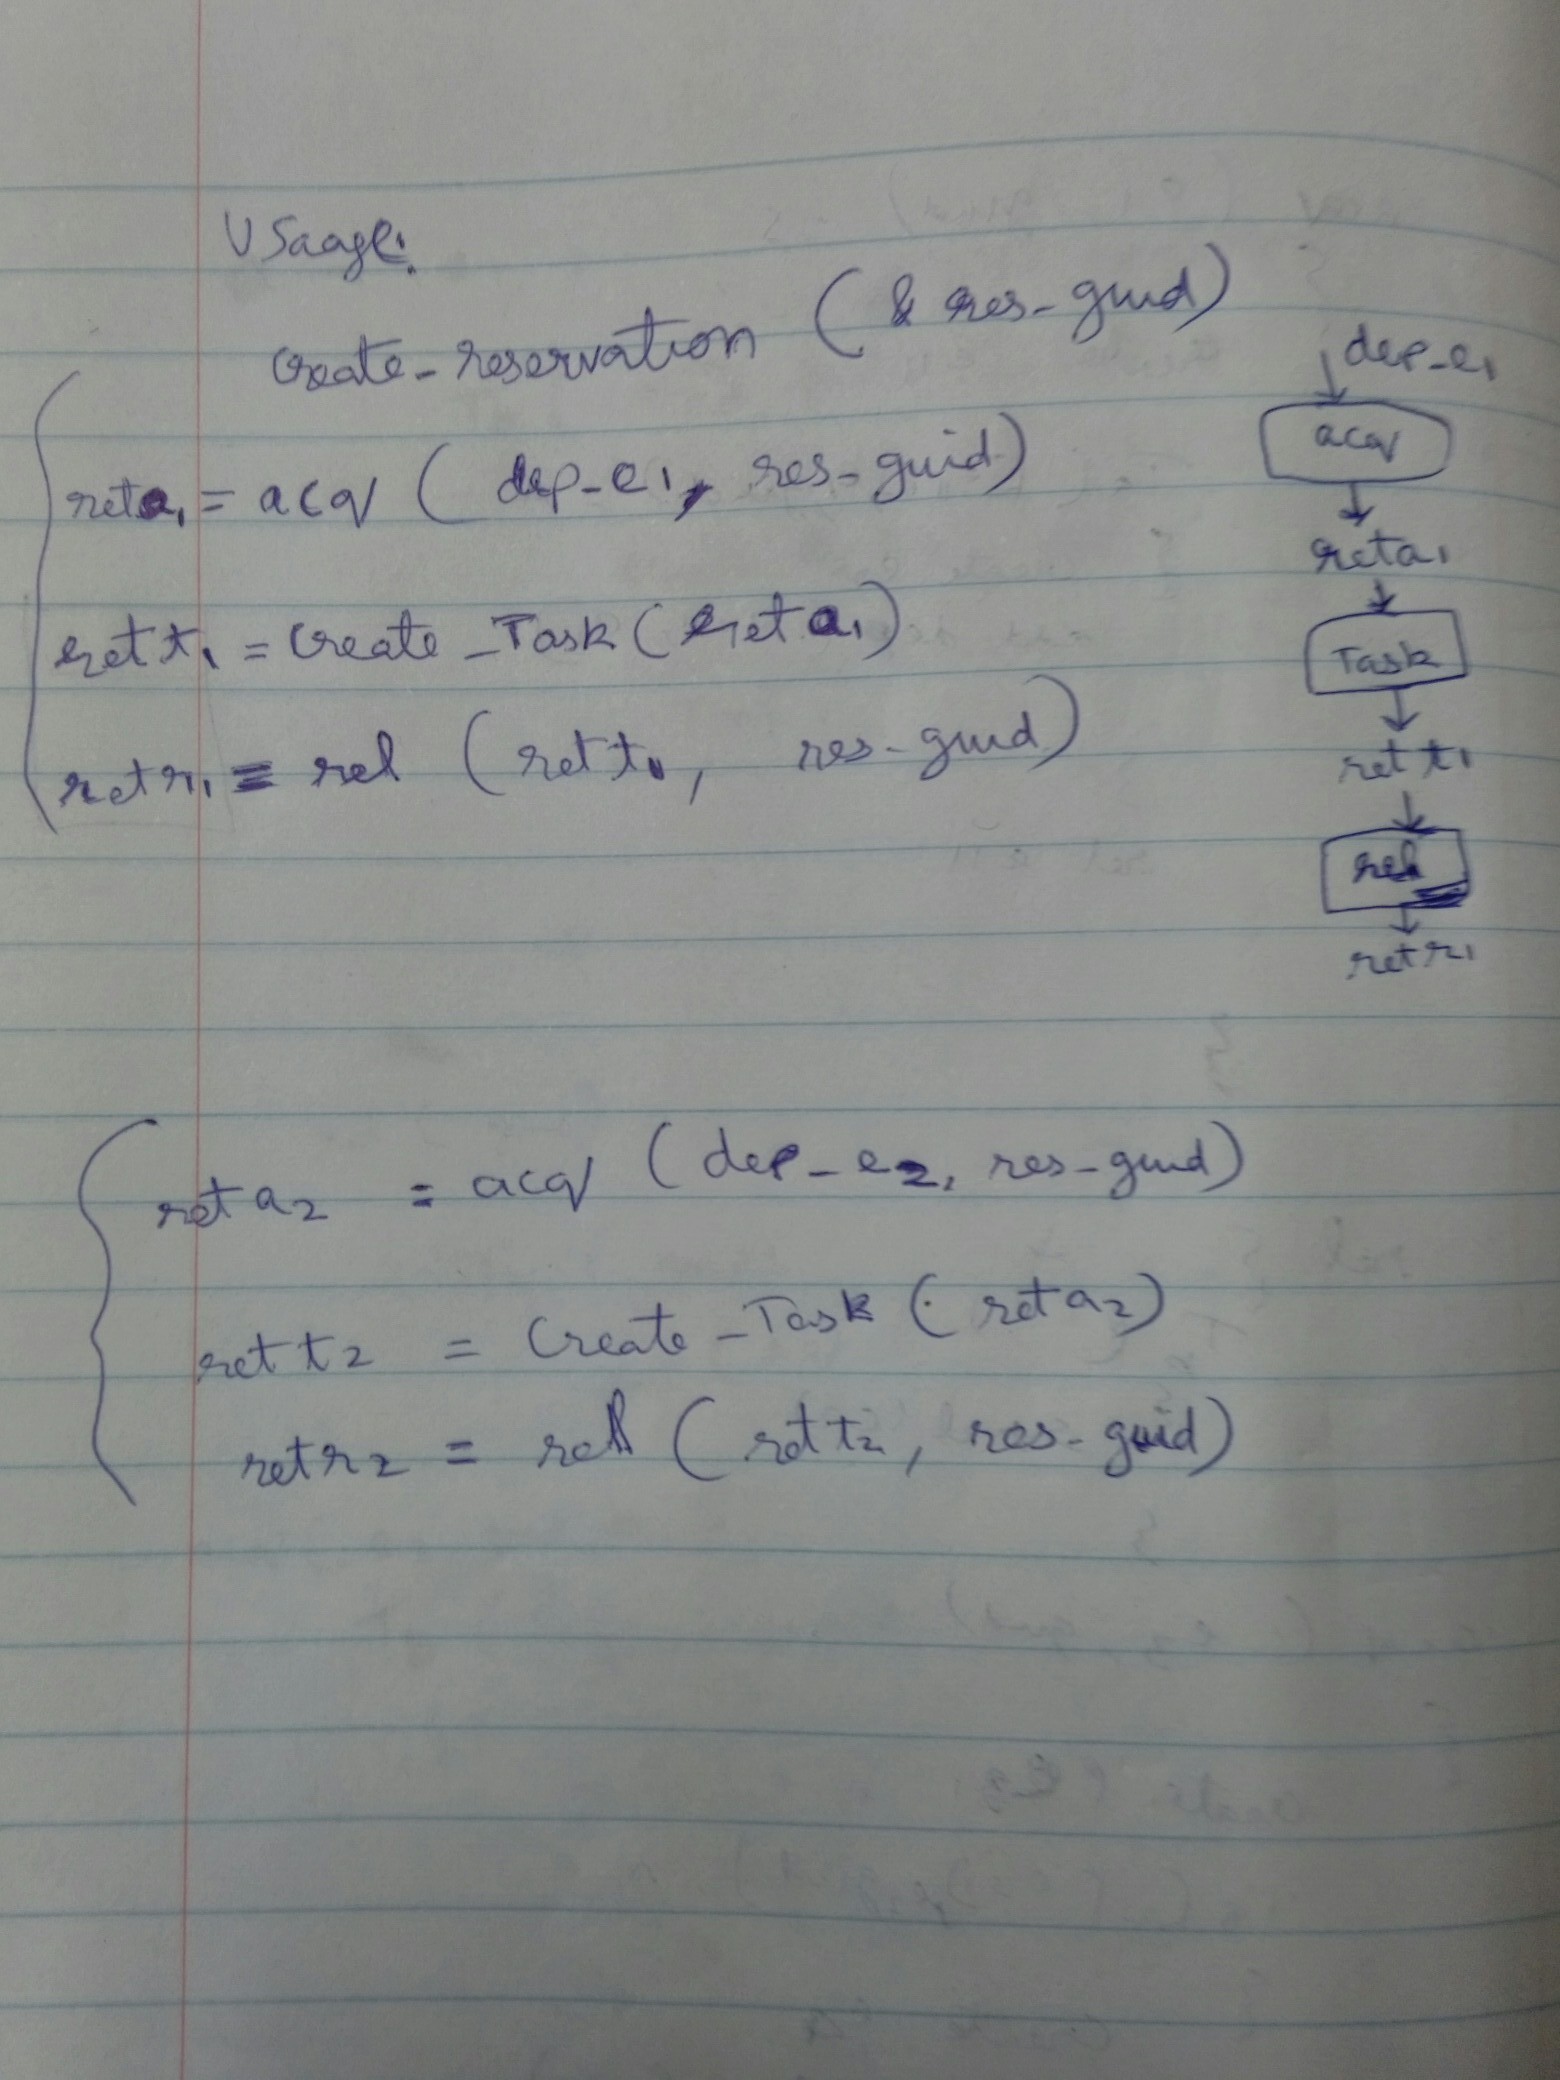 USaage:
create-reservation (& res-guid)
reta1 = acq ( dep-e1, res-guid)
rett1 = create_Task( reta1)
retr1 = rel ( rett1, res-guid)
dep-e1
acq
reta1
Task
rett1
rel
retr1
reta2 = acq ( dep-e2, res-guid)
rett2 = create_Task ( reta2)
retr2 = rel ( rett2, res-guid)